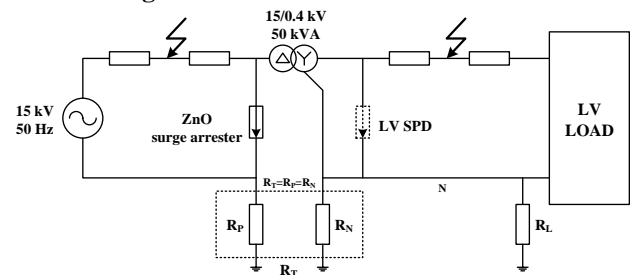 15/0.4 kV
50 kVA
15 kV
50 Hz
ZnO
surge arrester
LV SPD
LV
LOAD
R_T=R_P=R_N
N
R_P
R_N
R_L
R_T